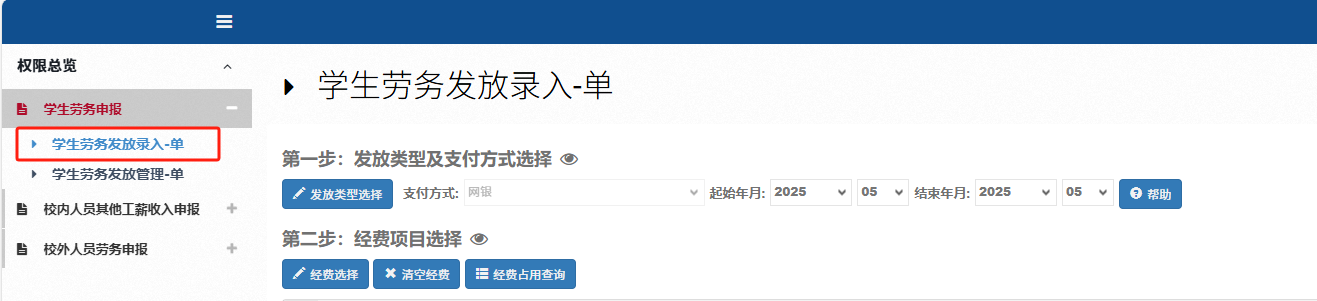 权限总览
学生劳务申报
学生劳务发放录入-单
学生劳务发放管理-单
校内人员其他工薪收入申报
校外人员劳务申报
学生劳务发放录入-单
第一步：发放类型及支付方式选择
发放类型选择 支付方式: 网银 起始年月: 2025 05 结束年月: 2025 05 帮助
第二步：经费项目选择
经费选择 清空经费 经费占用查询